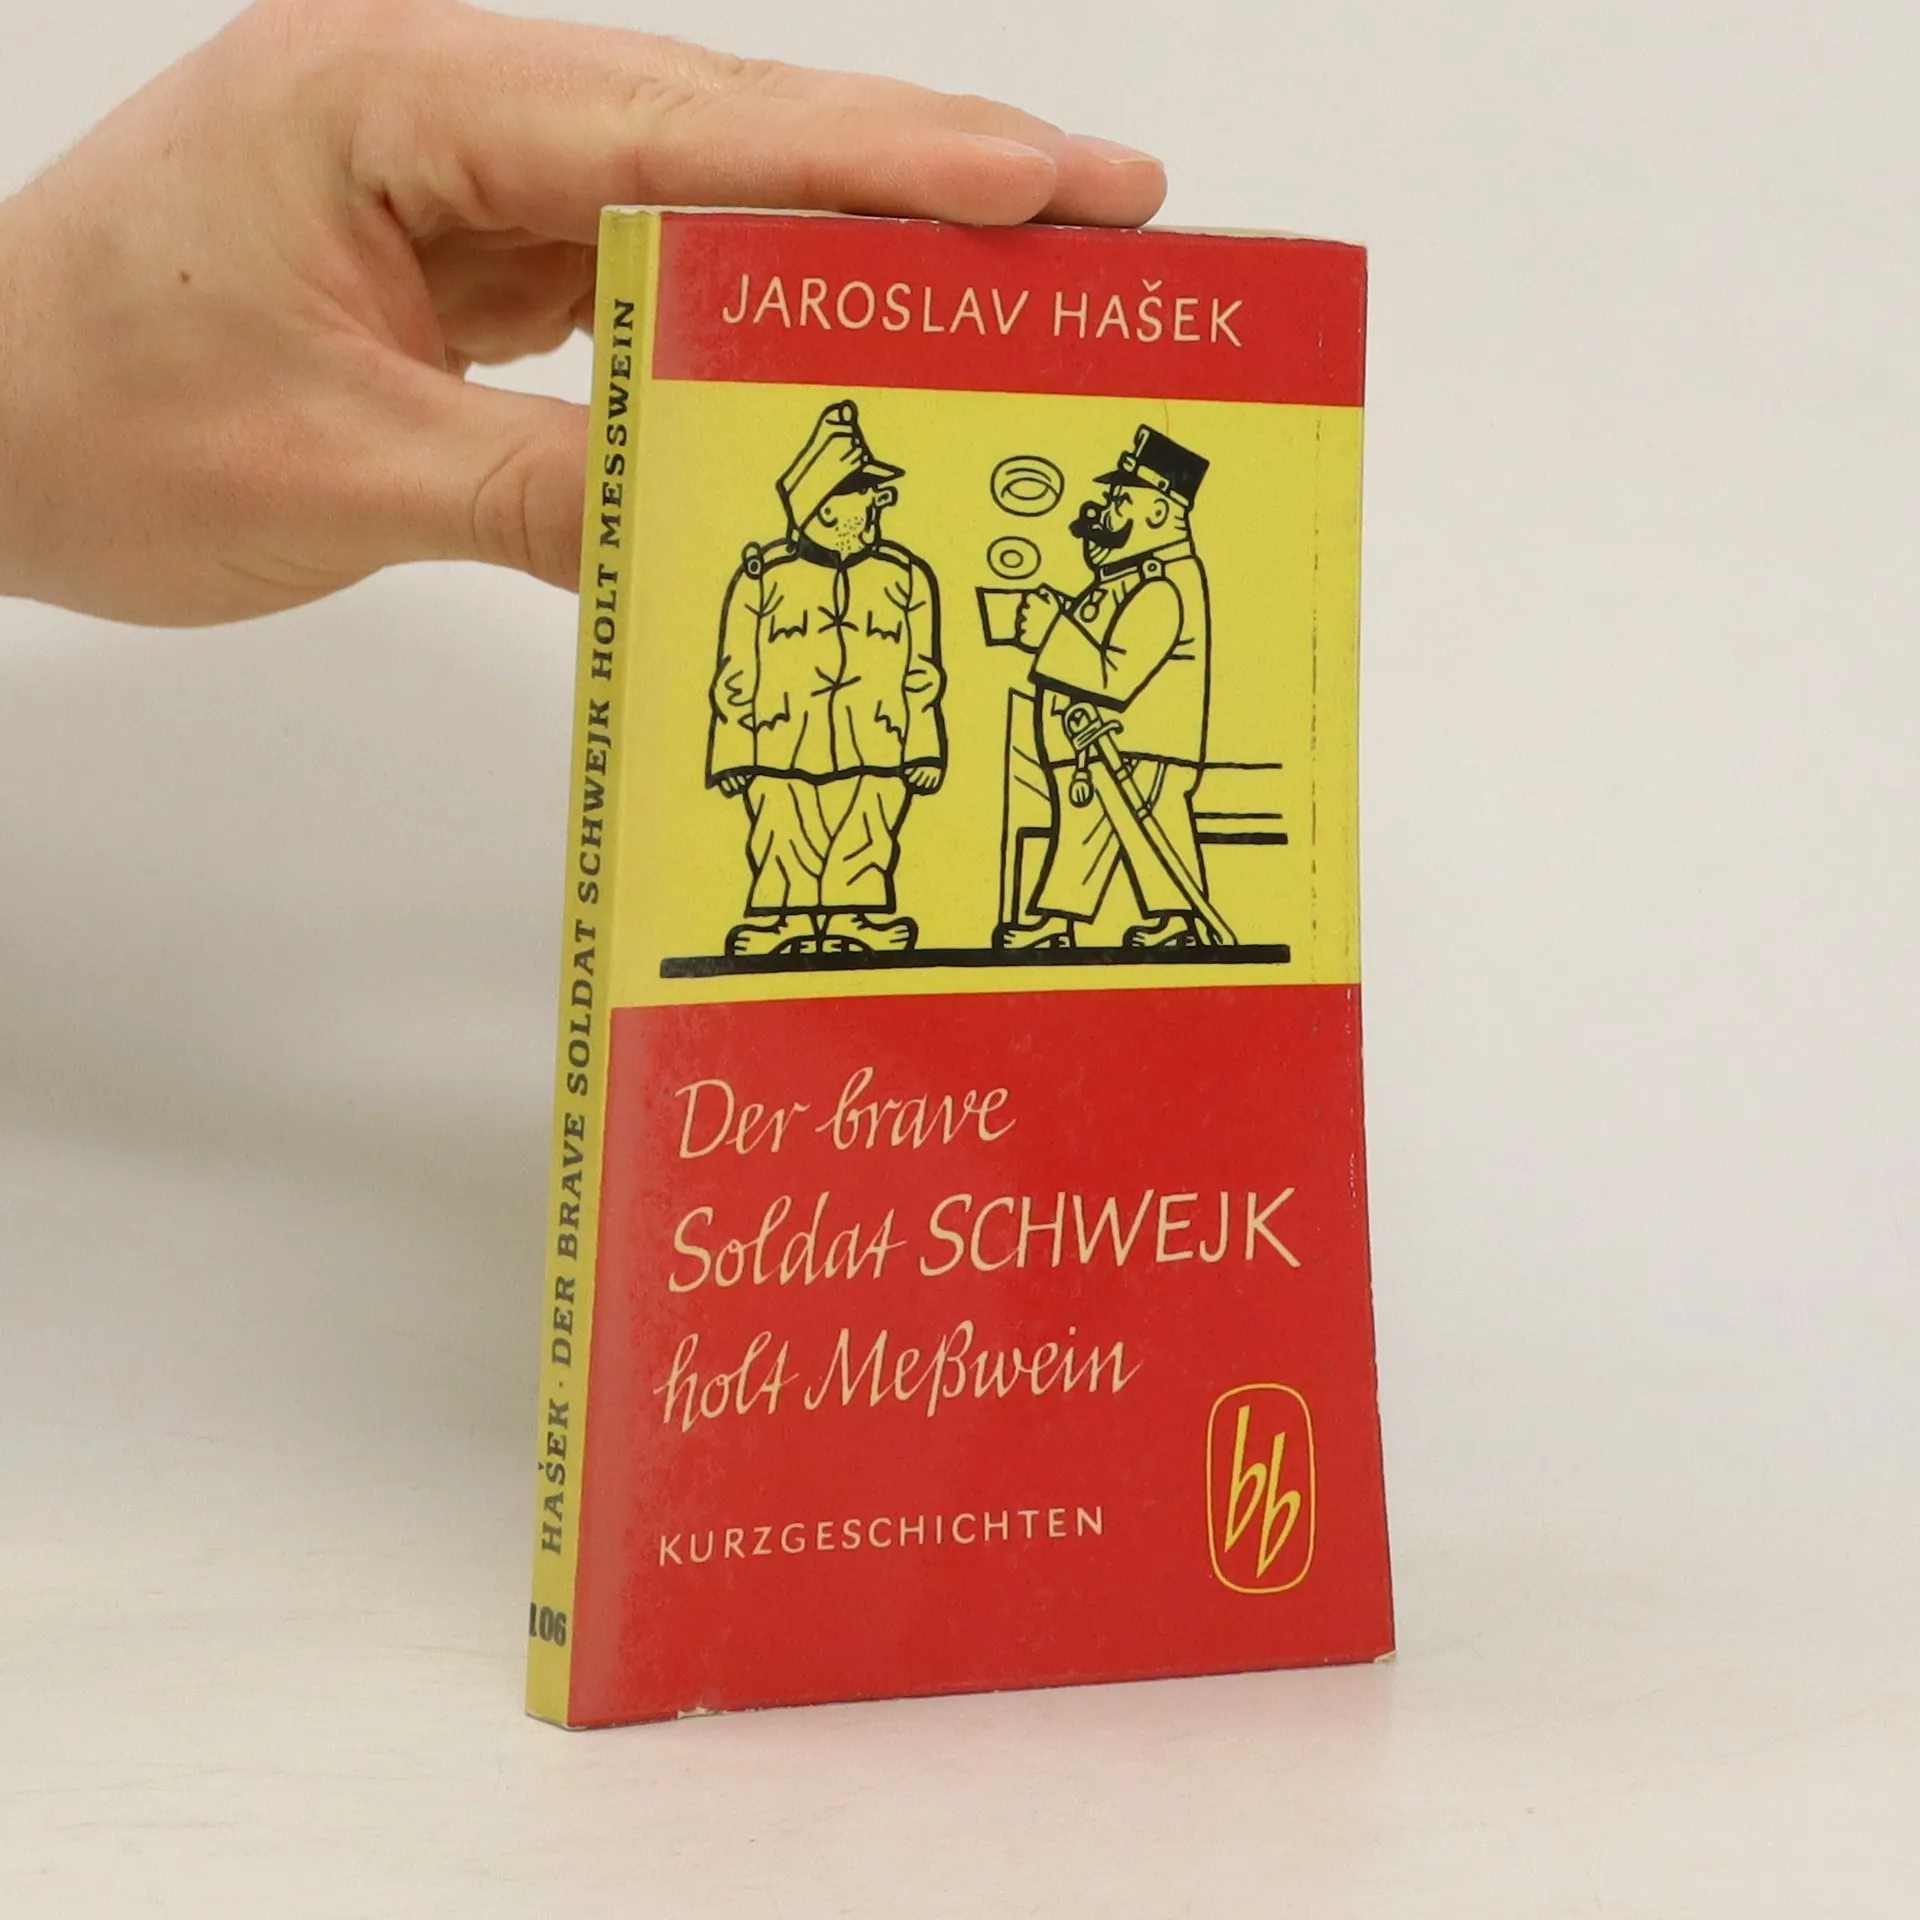 JAROSLAV HAŠEK
Der brave
Soldat SCHWEJK
holt Meßwein
KURZGESCHICHTEN
bb
HAŠEK · DER BRAVE SOLDAT SCHWEJK HOLT MESSWEIN
106